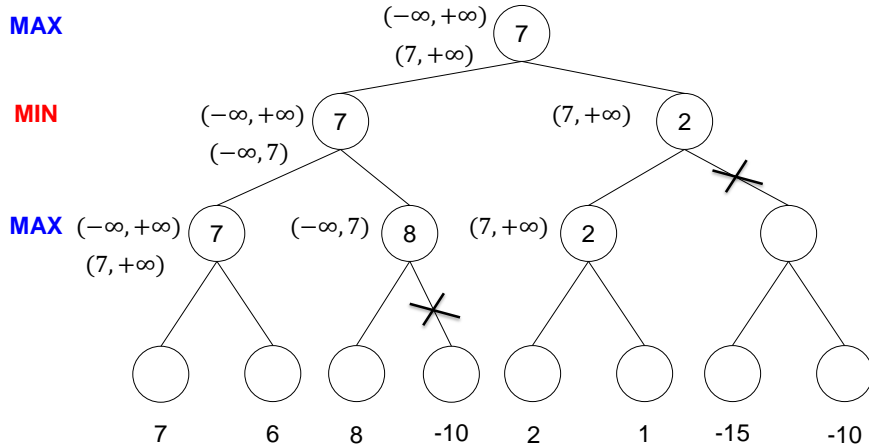 MAX (−∞, +∞) 7
(7, +∞)
MIN (−∞, +∞) 7 (7, +∞) 2
(−∞, 7)
MAX (−∞, +∞) 7 (−∞, 7) 8 (7, +∞) 2
(7, +∞)
7 6 8 -10 2 1 -15 -10